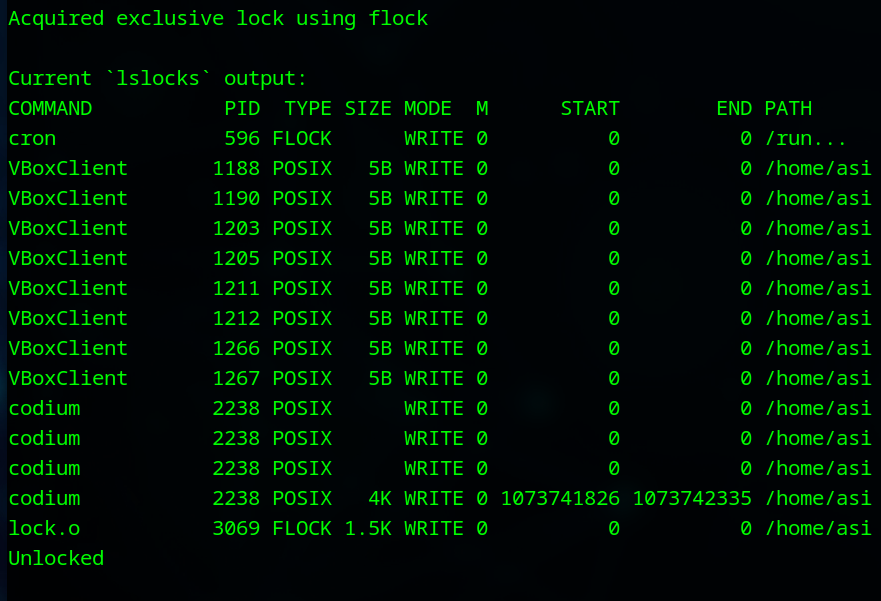 Acquired exclusive lock using flock

Current `lslocks` output:
COMMAND           PID  TYPE SIZE MODE  M      START        END PATH
cron              596 FLOCK      WRITE 0          0          0 /run...
VBoxClient       1188 POSIX   5B WRITE 0          0          0 /home/asi
VBoxClient       1190 POSIX   5B WRITE 0          0          0 /home/asi
VBoxClient       1203 POSIX   5B WRITE 0          0          0 /home/asi
VBoxClient       1205 POSIX   5B WRITE 0          0          0 /home/asi
VBoxClient       1211 POSIX   5B WRITE 0          0          0 /home/asi
VBoxClient       1212 POSIX   5B WRITE 0          0          0 /home/asi
VBoxClient       1266 POSIX   5B WRITE 0          0          0 /home/asi
VBoxClient       1267 POSIX   5B WRITE 0          0          0 /home/asi
codium           2238 POSIX      WRITE 0          0          0 /home/asi
codium           2238 POSIX      WRITE 0          0          0 /home/asi
codium           2238 POSIX      WRITE 0          0          0 /home/asi
codium           2238 POSIX   4K WRITE 0 1073741826 1073742335 /home/asi
lock.o           3069 FLOCK 1.5K WRITE 0          0          0 /home/asi
Unlocked